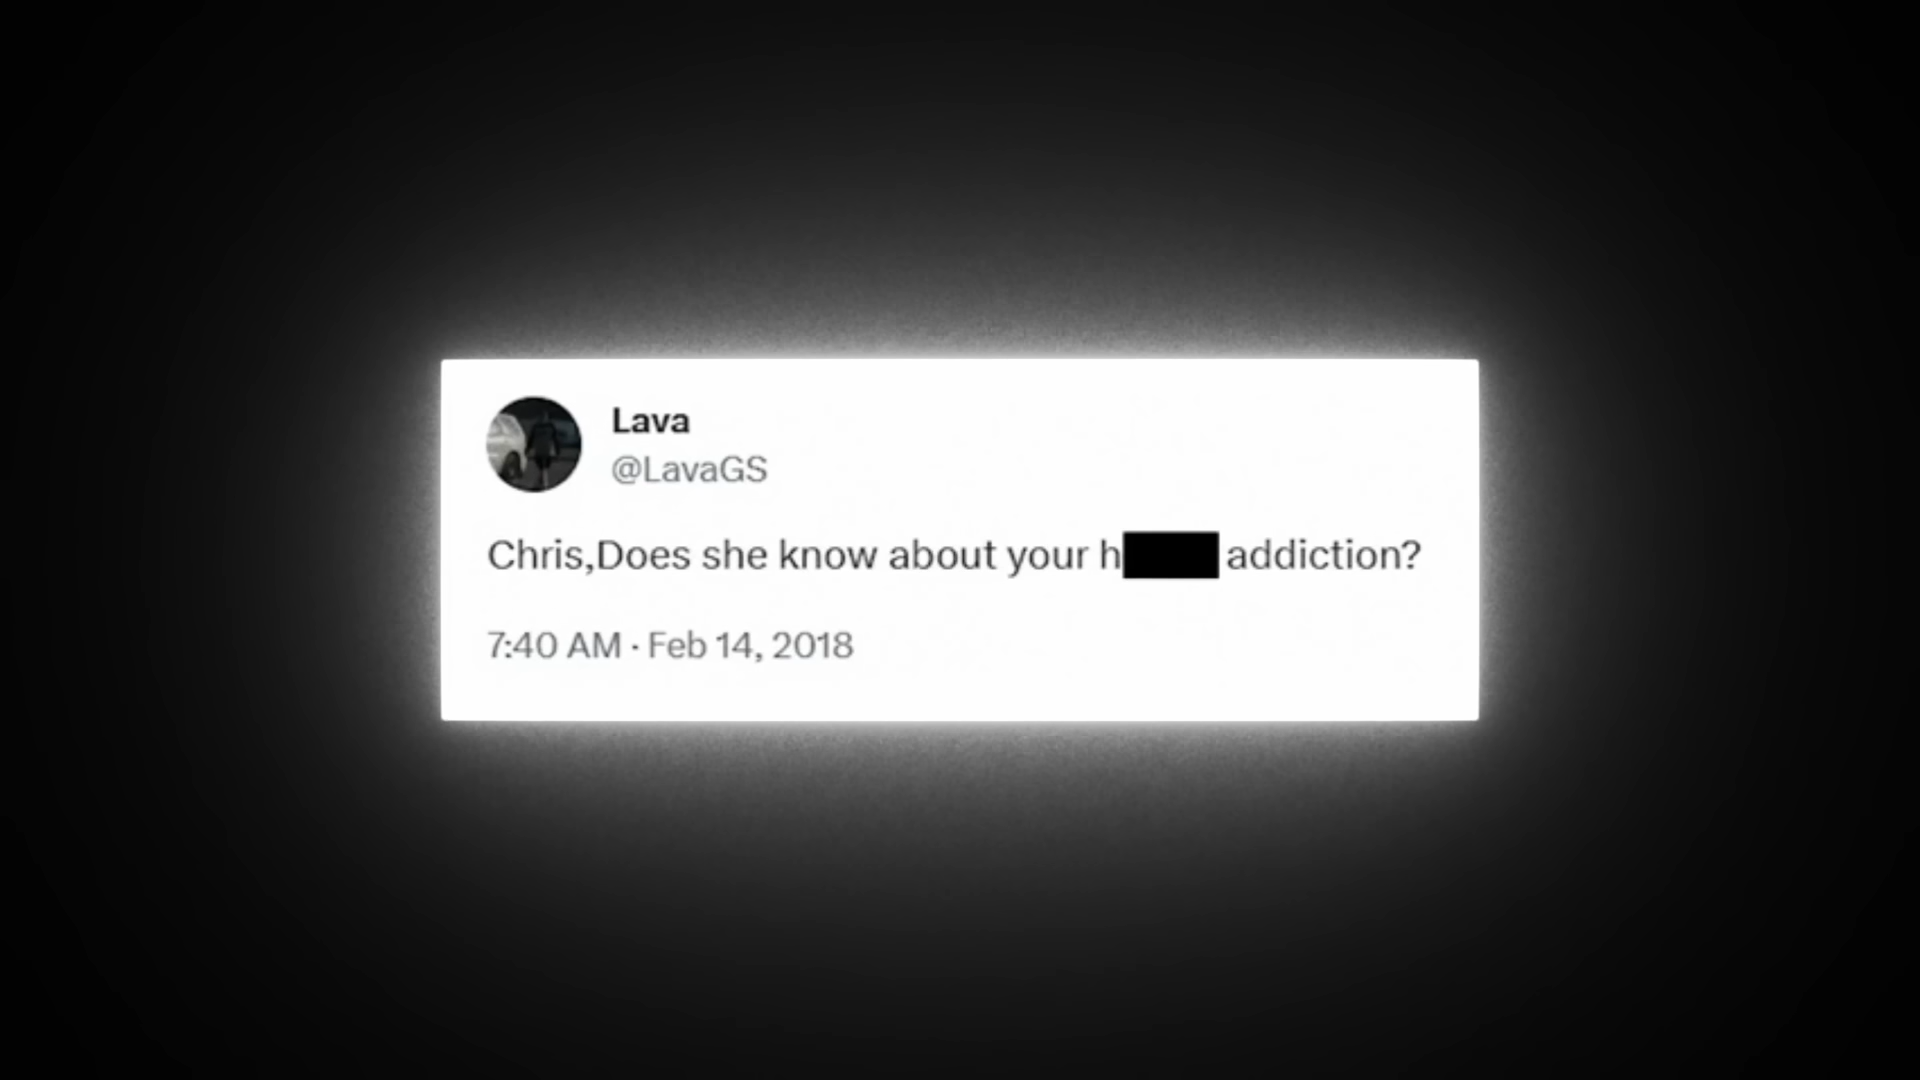 Lava
@LavaGS
Chris,Does she know about your h addiction?
7:40 AM · Feb 14, 2018